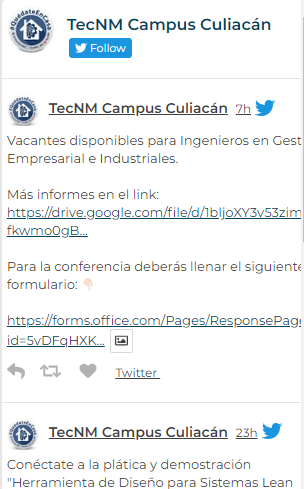 #QuédateEnCasa
TecNM Campus Culiacán
Follow
TecNM Campus Culiacán 7h
Vacantes disponibles para Ingenieros en Gest
Empresarial e Industriales.
Más informes en el link:
https://drive.google.com/file/d/1bIjoXY3v53zim
fkwmo0gB...
Para la conferencia deberás llenar el siguiente
formulario: 👇🏻
https://forms.office.com/Pages/ResponsePage
id=5vDFqHXK...
Twitter
TecNM Campus Culiacán 23h
Conéctate a la plática y demostración
"Herramienta de Diseño para Sistemas Lean